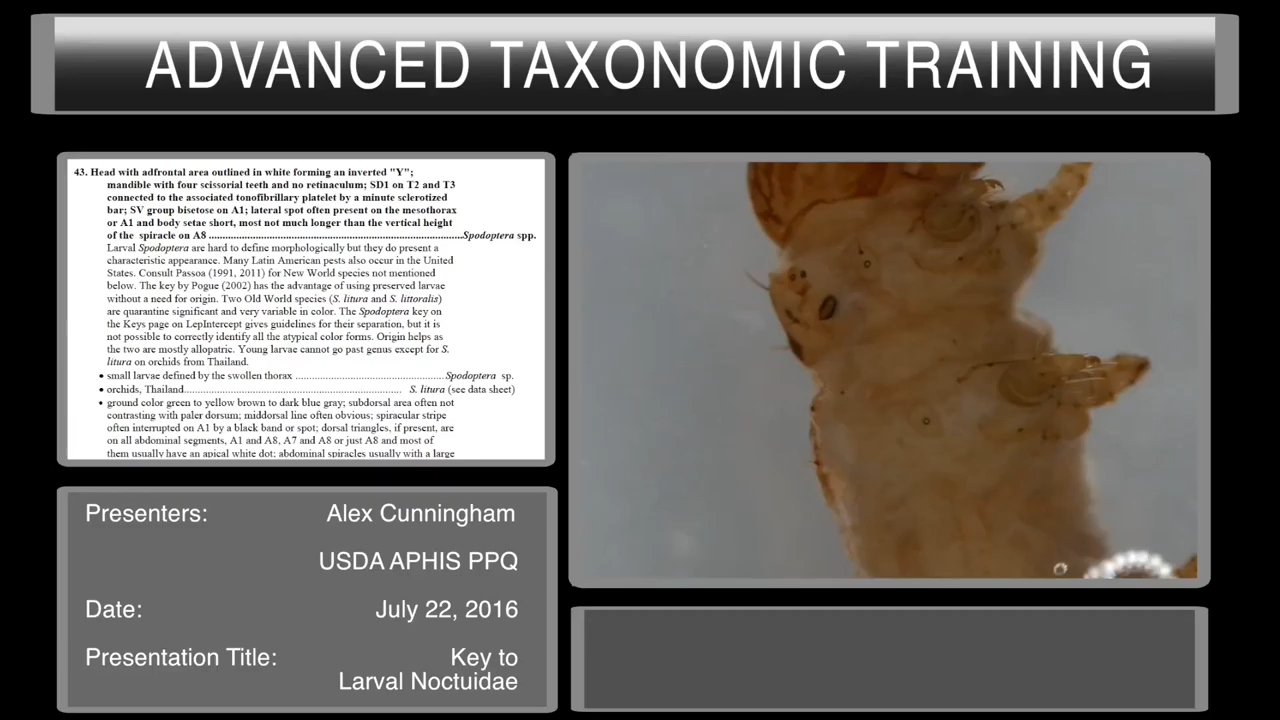 ADVANCED TAXONOMIC TRAINING
43. Head with adfrontal area outlined in white forming an inverted "Y";
mandible with four scissorial teeth and no retinaculum; SD1 on T2 and T3
connected to the associated tonofibrillary platelet by a minute sclerotized
bar; SV group bisetose on A1; lateral spot often present on the mesothorax
or A1 and body setae short, most not much longer than the vertical height
of the spiracle on A8 ..................................................................Spodoptera spp.
Larval Spodoptera are hard to define morphologically but they do present a
characteristic appearance. Many Latin American pests also occur in the United
States. Consult Passoa (1991, 2011) for New World species not mentioned
below. The key by Pogue (2002) has the advantage of using preserved larvae
without a need for origin. Two Old World species (S. litura and S. littoralis)
are quarantine significant and very variable in color. The Spodoptera key on
the Keys page on LepIntercept gives guidelines for their separation, but it is
not possible to correctly identify all the atypical color forms. Origin helps as
the two are mostly allopatric. Young larvae cannot go past genus except for S.
litura on orchids from Thailand.
• small larvae defined by the swollen thorax ..................................................Spodoptera sp.
• orchids, Thailand........................................................................ S. litura (see data sheet)
• ground color green to yellow brown to dark blue gray; subdorsal area often not
contrasting with paler dorsum; middorsal line often obvious; spiracular stripe
often interrupted on A1 by a black band or spot; dorsal triangles, if present, are
on all abdominal segments, A1 and A8, A7 and A8 or just A8 and most of
them usually have an apical white dot; abdominal spiracles usually with a large
Presenters: Alex Cunningham
USDA APHIS PPQ
Date: July 22, 2016
Presentation Title: Key to
Larval Noctuidae